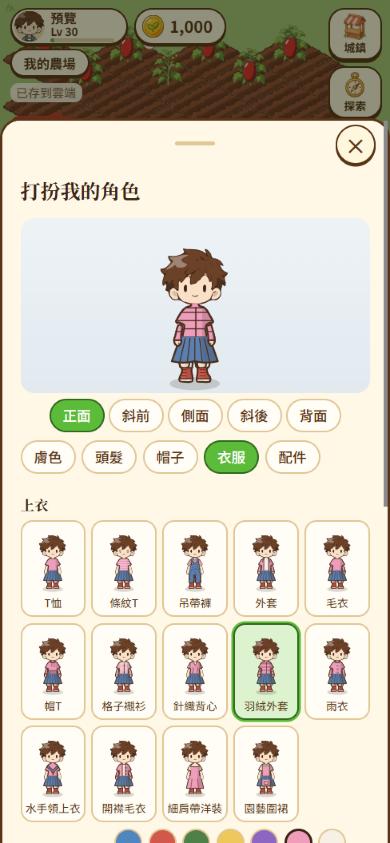 預覽
Lv 30
1,000
城鎮
我的農場
已存到雲端
探索
打扮我的角色
正面 斜前 側面 斜後 背面
膚色 頭髮 帽子 衣服 配件
上衣
T恤 條紋T 吊帶褲 外套 毛衣
帽T 格子襯衫 針織背心 羽絨外套 雨衣
水手領上衣 開襟毛衣 細肩帶洋裝 園藝圍裙